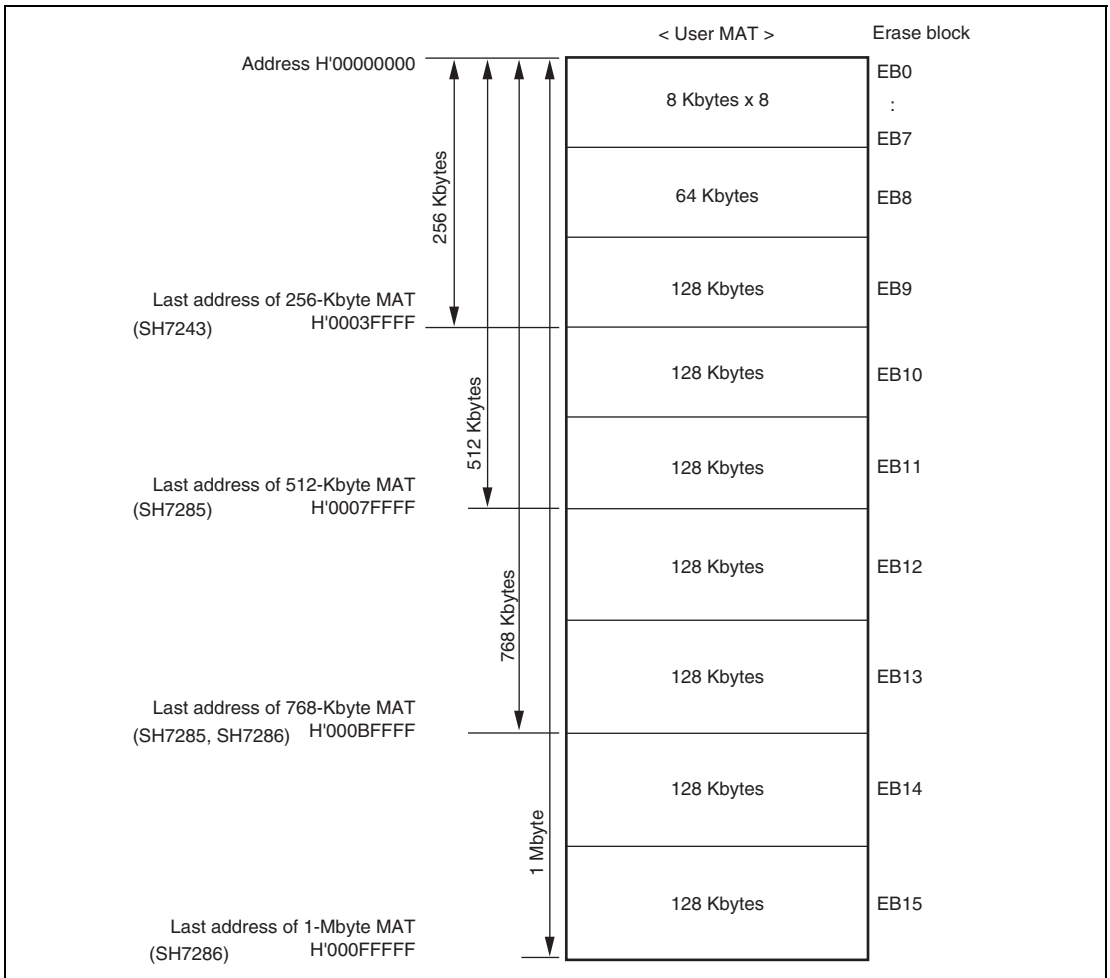 < User MAT > Erase block
Address H'00000000
EB0
8 Kbytes x 8
:
EB7
256 Kbytes
64 Kbytes EB8
128 Kbytes EB9
Last address of 256-Kbyte MAT
(SH7243) H'0003FFFF
128 Kbytes EB10
512 Kbytes
128 Kbytes EB11
Last address of 512-Kbyte MAT
(SH7285) H'0007FFFF
128 Kbytes EB12
768 Kbytes
128 Kbytes EB13
Last address of 768-Kbyte MAT
(SH7285, SH7286) H'000BFFFF
128 Kbytes EB14
1 Mbyte
128 Kbytes EB15
Last address of 1-Mbyte MAT
(SH7286) H'000FFFFF